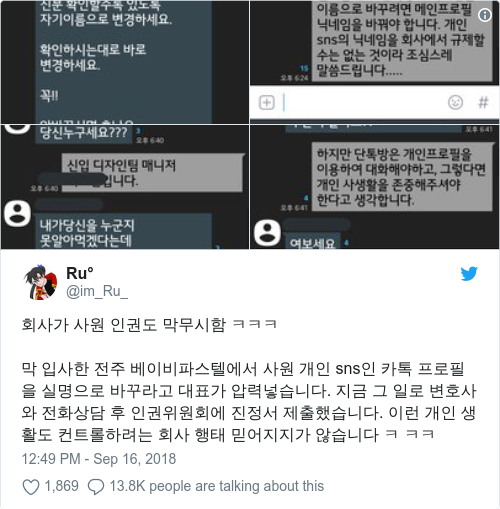 신분 확인할수록 있도록
자기이름으로 변경하세요.
확인하시는대로 바로
변경하세요.
꼭!!
이름으로 바꾸려면 메인프로필
닉네임을 바꿔야 합니다. 개인
sns의 닉네임을 회사에서 규제할
수는 없는 것이라 조심스레
말씀드립니다.....
15
오후 6:24
#
당신누구세요???
3
오후 6:40
신입 디자인팀 매니저
입니다.
오후 6:40
내가당신을 누군지
못알아먹겠다는데
오후 6:41
하지만 단톡방은 개인프로필을
이용하여 대화해야하고, 그렇다면
개인 사생활을 존중해주셔야
한다고 생각합니다.
4
오후 6:41
여보세요
4
Ru°
@im_Ru_
회사가 사원 인권도 막무시함 ㅋㅋㅋ
막 입사한 전주 베이비파스텔에서 사원 개인 sns인 카톡 프로필
을 실명으로 바꾸라고 대표가 압력넣습니다. 지금 그 일로 변호사
와 전화상담 후 인권위원회에 진정서 제출했습니다. 이런 개인 생
활도 컨트롤하려는 회사 행태 믿어지지가 않습니다 ㅋ ㅋㅋ
12:49 PM - Sep 16, 2018
1,869
13.8K people are talking about this